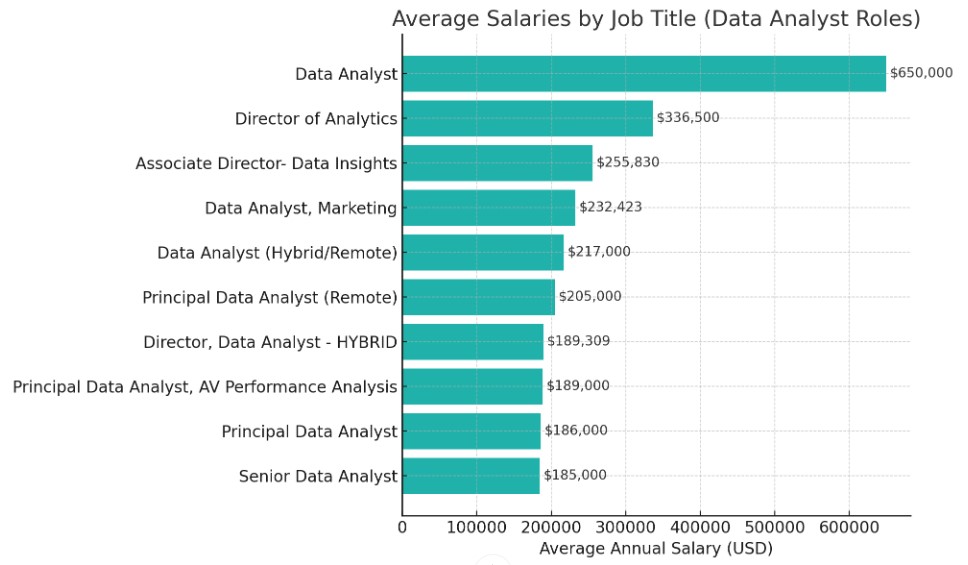 Average Salaries by Job Title (Data Analyst Roles)
Data Analyst $650,000
Director of Analytics $336,500
Associate Director- Data Insights $255,830
Data Analyst, Marketing $232,423
Data Analyst (Hybrid/Remote) $217,000
Principal Data Analyst (Remote) $205,000
Director, Data Analyst - HYBRID $189,309
Principal Data Analyst, AV Performance Analysis $189,000
Principal Data Analyst $186,000
Senior Data Analyst $185,000
0 100000 200000 300000 400000 500000 600000
Average Annual Salary (USD)